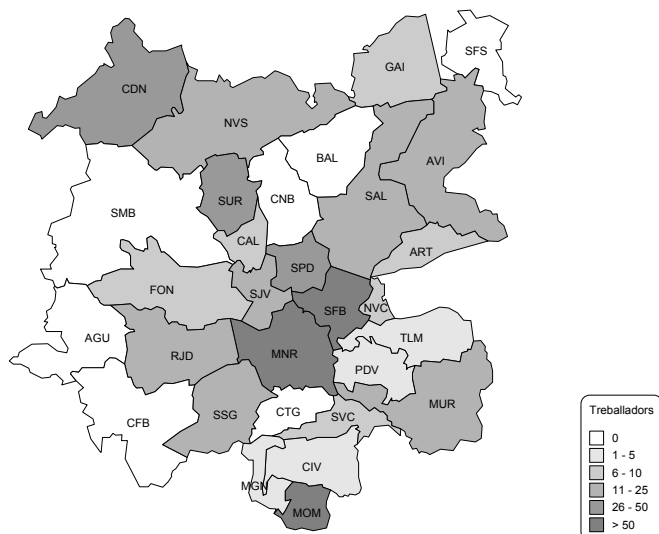 SFS
GAI
CDN
NVS
BAL
AVI
SUR
CNB
SAL
SMB
CAL
ART
SPD
FON
SJV
SFB
NVC
AGU
TLM
RJD
MNR
PDV
MUR
CFB
SSG
CTG
SVC
CIV
MGN
MOM
Treballadors
0
1 - 5
6 - 10
11 - 25
26 - 50
> 50